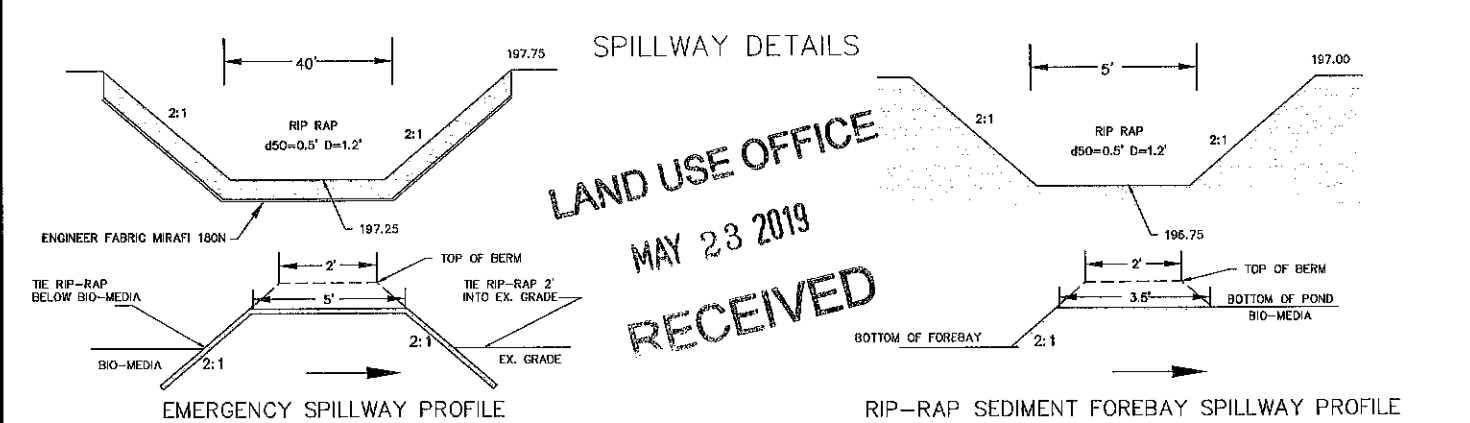 SPILLWAY DETAILS
40'
197.75
2:1
2:1
RIP RAP
d50=0.5' D=1.2'
ENGINEER FABRIC MIRAFI 180N
197.25
2'
TOP OF BERM
TIE RIP-RAP
BELOW BIO-MEDIA
5'
TIE RIP-RAP 2'
INTO EX. GRADE
BIO-MEDIA
2:1
2:1
EX. GRADE
EMERGENCY SPILLWAY PROFILE
LAND USE OFFICE
MAY 23 2019
RECEIVED
5'
197.00
2:1
2:1
RIP RAP
d50=0.5' D=1.2'
196.75
2'
TOP OF BERM
3.5'
BOTTOM OF POND
BIO-MEDIA
BOTTOM OF FOREBAY
2:1
RIP-RAP SEDIMENT FOREBAY SPILLWAY PROFILE